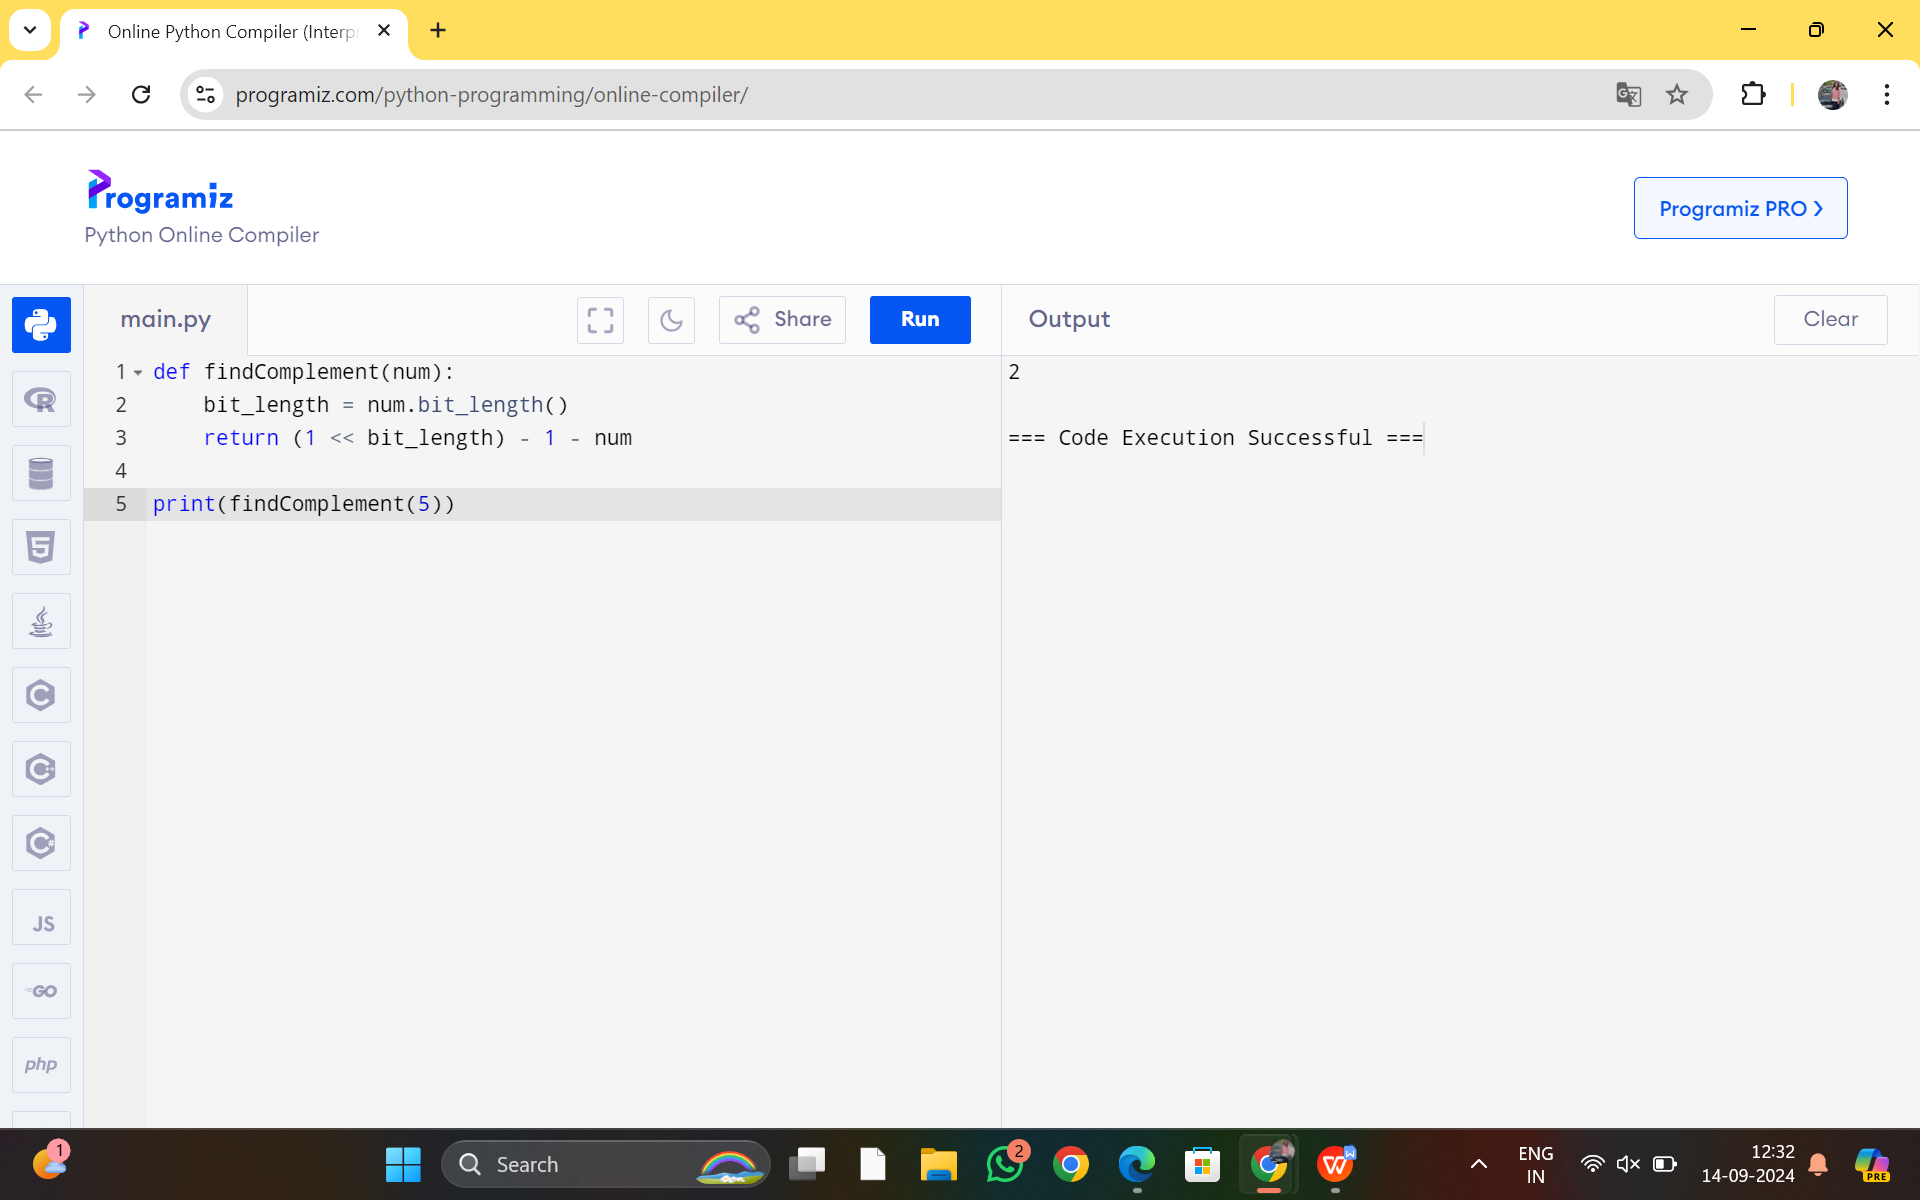 Online Python Compiler (Interp
programiz.com/python-programming/online-compiler/
Programiz
Python Online Compiler
Programiz PRO
main.py
Share
Run
Output
Clear
1 def findComplement(num):
2     bit_length = num.bit_length()
3     return (1 << bit_length) - 1 - num
4
5 print(findComplement(5))
2
=== Code Execution Successful ===
R
5
C
C
C#
JS
GO
php
1
Search
2
W
W
ENG
IN
12:32
14-09-2024
PRE